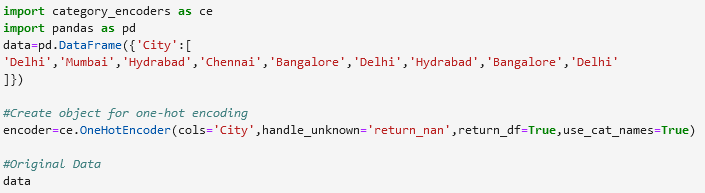 import category_encoders as ce
import pandas as pd
data=pd.DataFrame({'City':[
'Delhi','Mumbai','Hydrabad','Chennai','Bangalore','Delhi','Hydrabad','Bangalore','Delhi'
]})
#Create object for one-hot encoding
encoder=ce.OneHotEncoder(cols='City',handle_unknown='return_nan',return_df=True,use_cat_names=True)
#Original Data
data